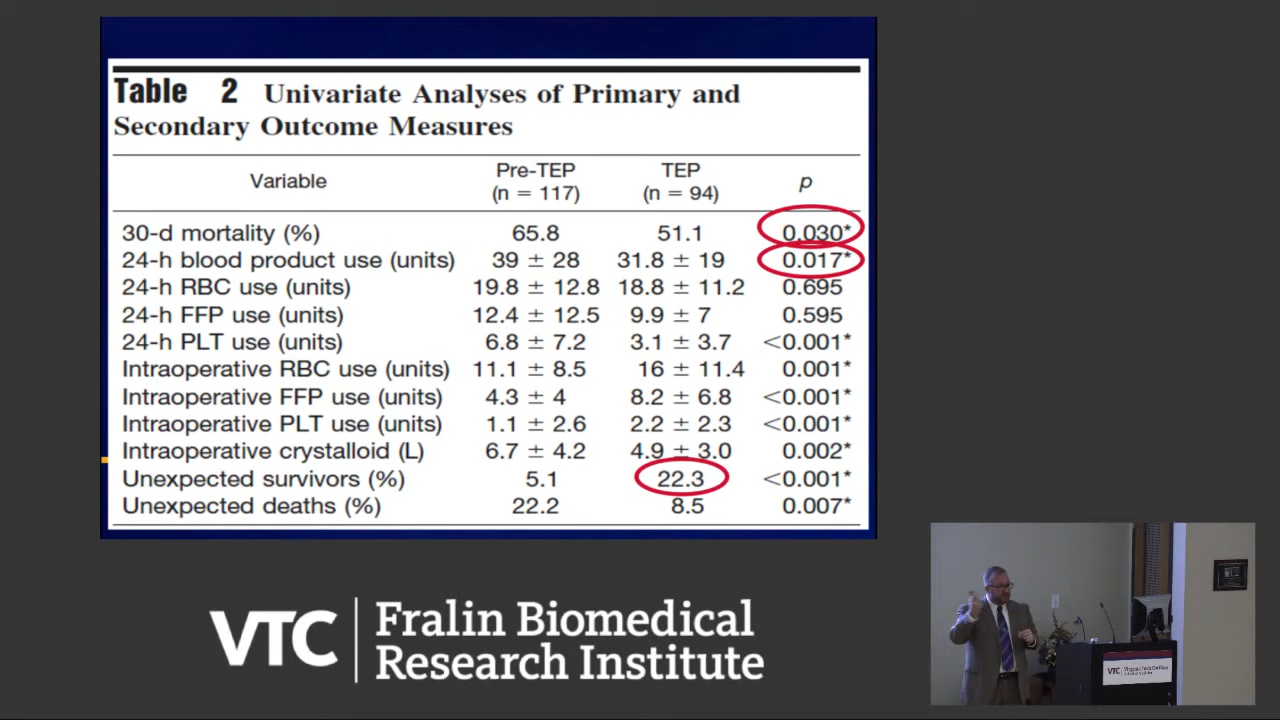 Table 2 Univariate Analyses of Primary and
Secondary Outcome Measures
Variable Pre-TEP (n = 117) TEP (n = 94) p
30-d mortality (%) 65.8 51.1 0.030*
24-h blood product use (units) 39 ± 28 31.8 ± 19 0.017*
24-h RBC use (units) 19.8 ± 12.8 18.8 ± 11.2 0.695
24-h FFP use (units) 12.4 ± 12.5 9.9 ± 7 0.595
24-h PLT use (units) 6.8 ± 7.2 3.1 ± 3.7 <0.001*
Intraoperative RBC use (units) 11.1 ± 8.5 16 ± 11.4 0.001*
Intraoperative FFP use (units) 4.3 ± 4 8.2 ± 6.8 <0.001*
Intraoperative PLT use (units) 1.1 ± 2.6 2.2 ± 2.3 <0.001*
Intraoperative crystalloid (L) 6.7 ± 4.2 4.9 ± 3.0 0.002*
Unexpected survivors (%) 5.1 22.3 <0.001*
Unexpected deaths (%) 22.2 8.5 0.007*
VTC Fralin Biomedical
Research Institute
VTC Virginia Tech Carilion